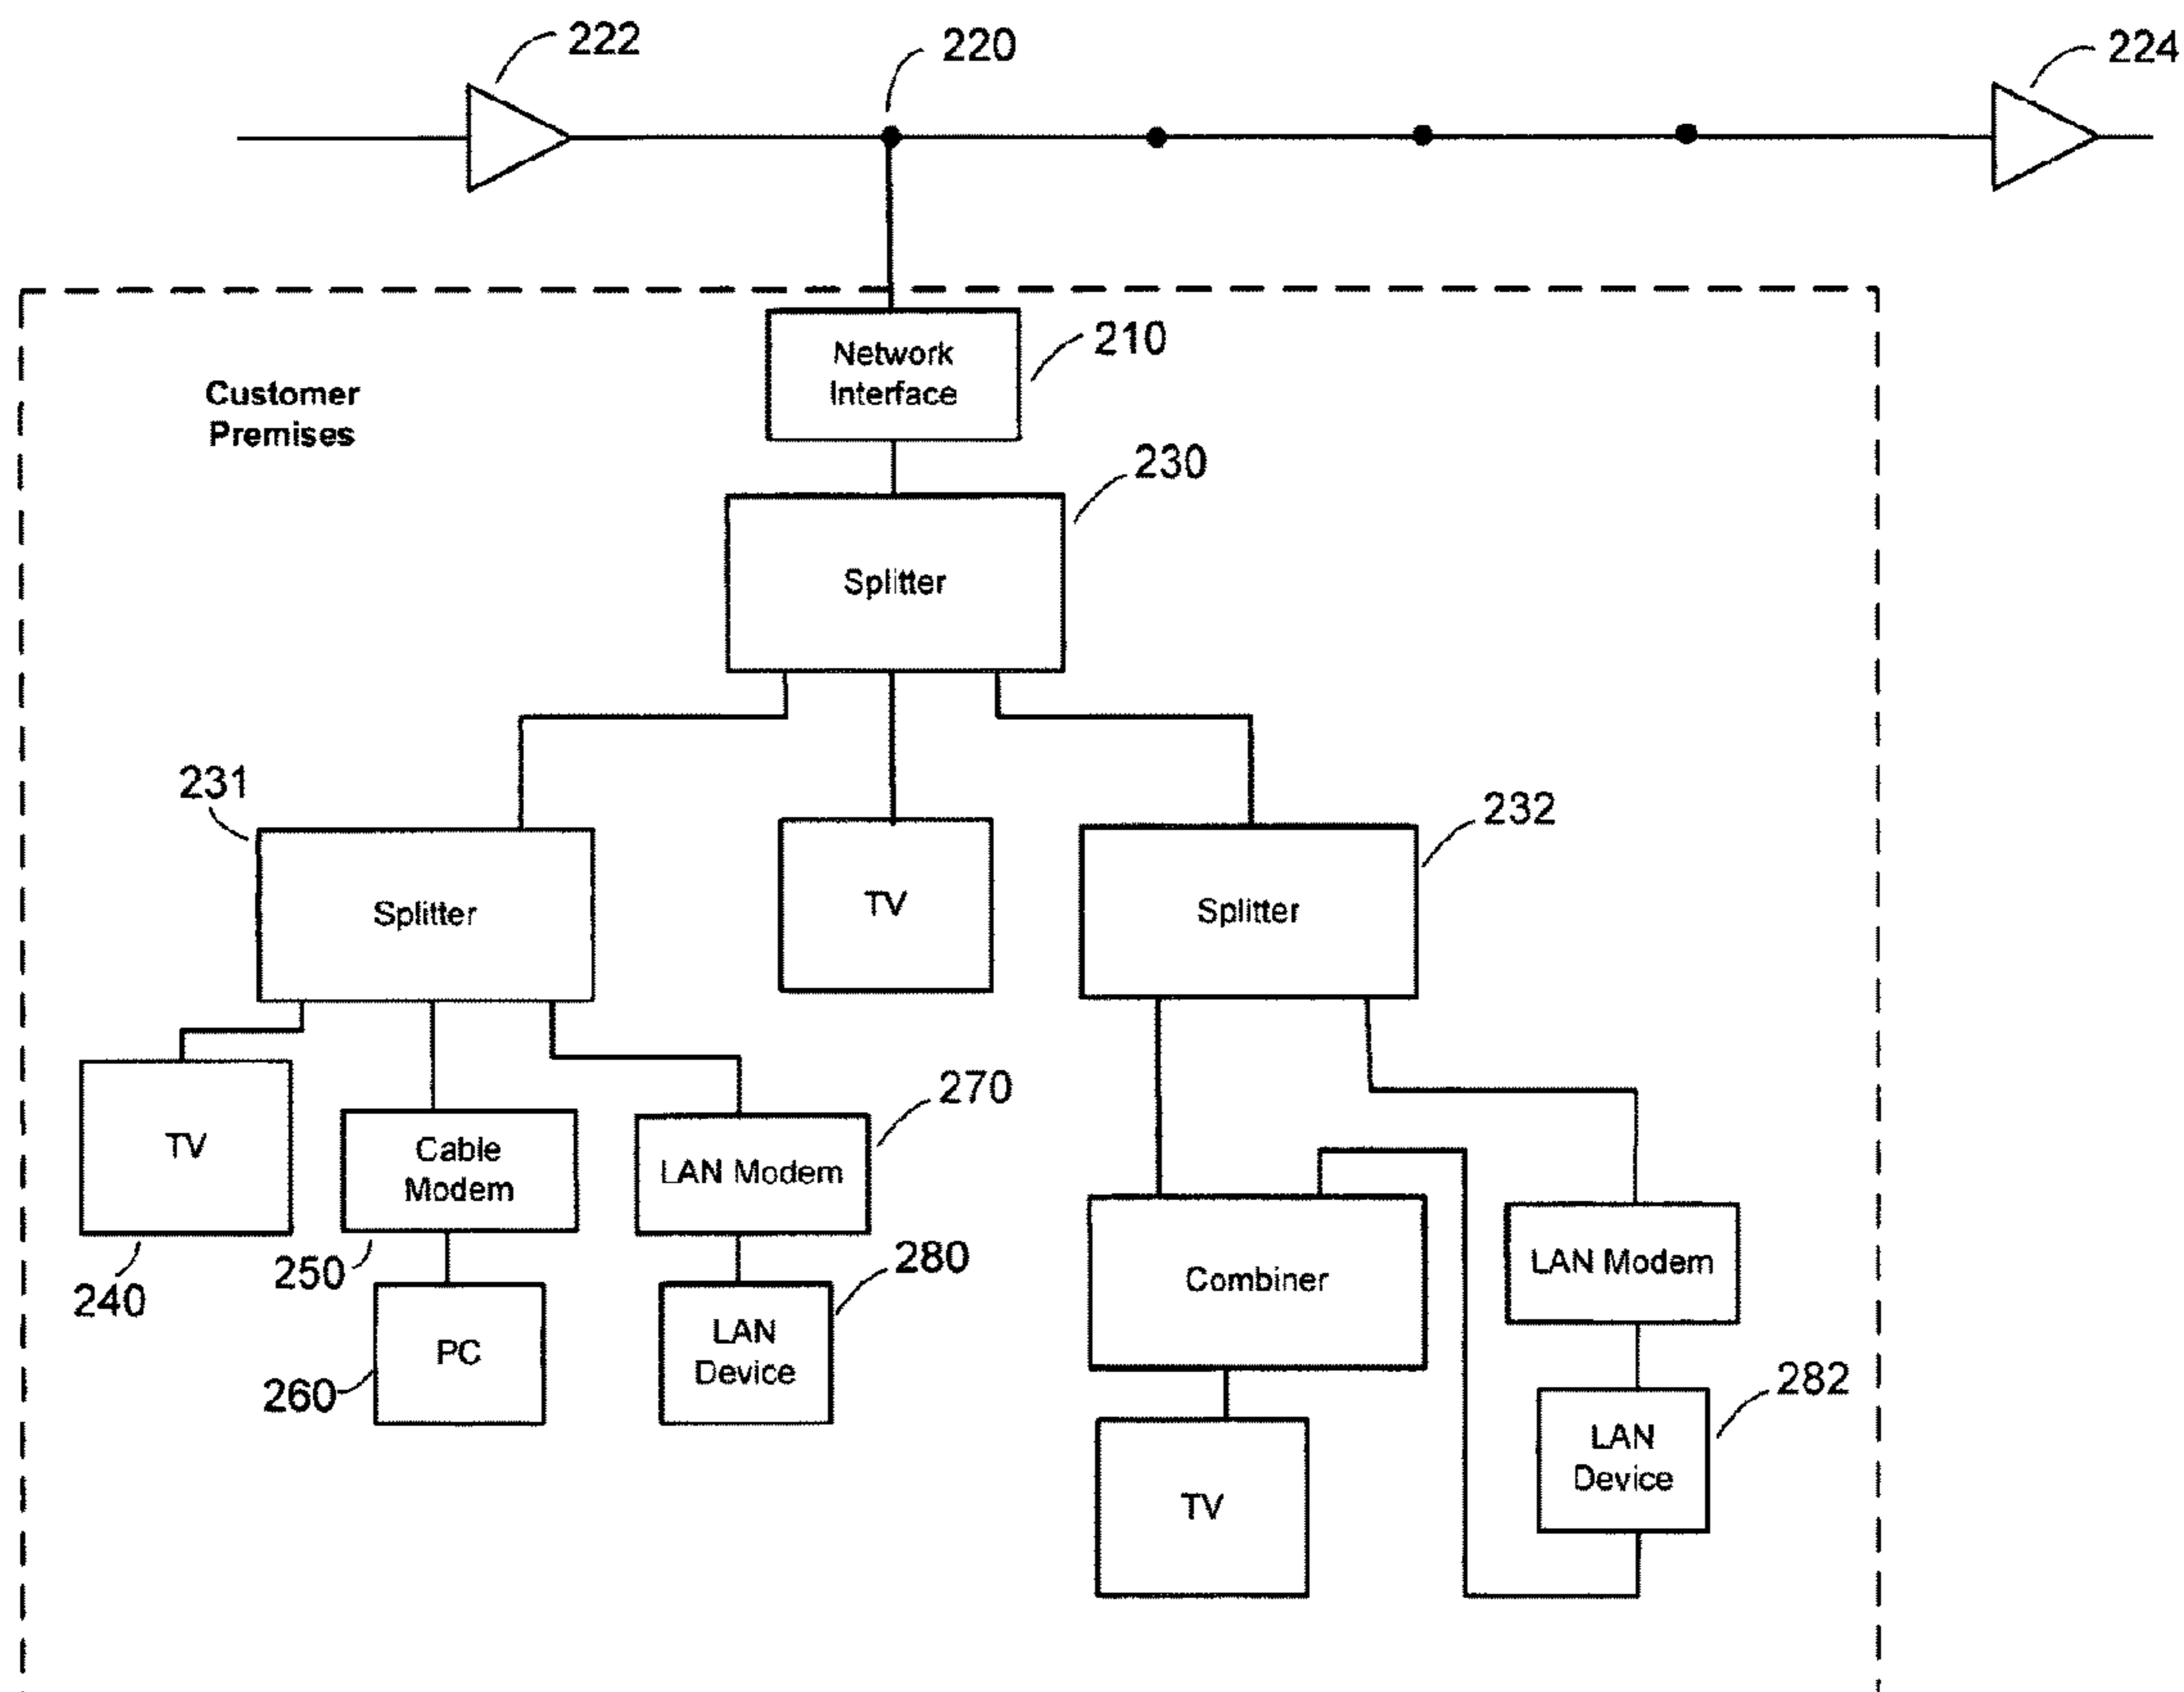 222
220
224
Network
Interface
210
Customer
Premises
230
Splitter
231
232
Splitter
TV
Splitter
270
TV
Cable
Modem
LAN Modem
240
250
280
Combiner
LAN Modem
PC
LAN
Device
260
282
LAN
Device
TV